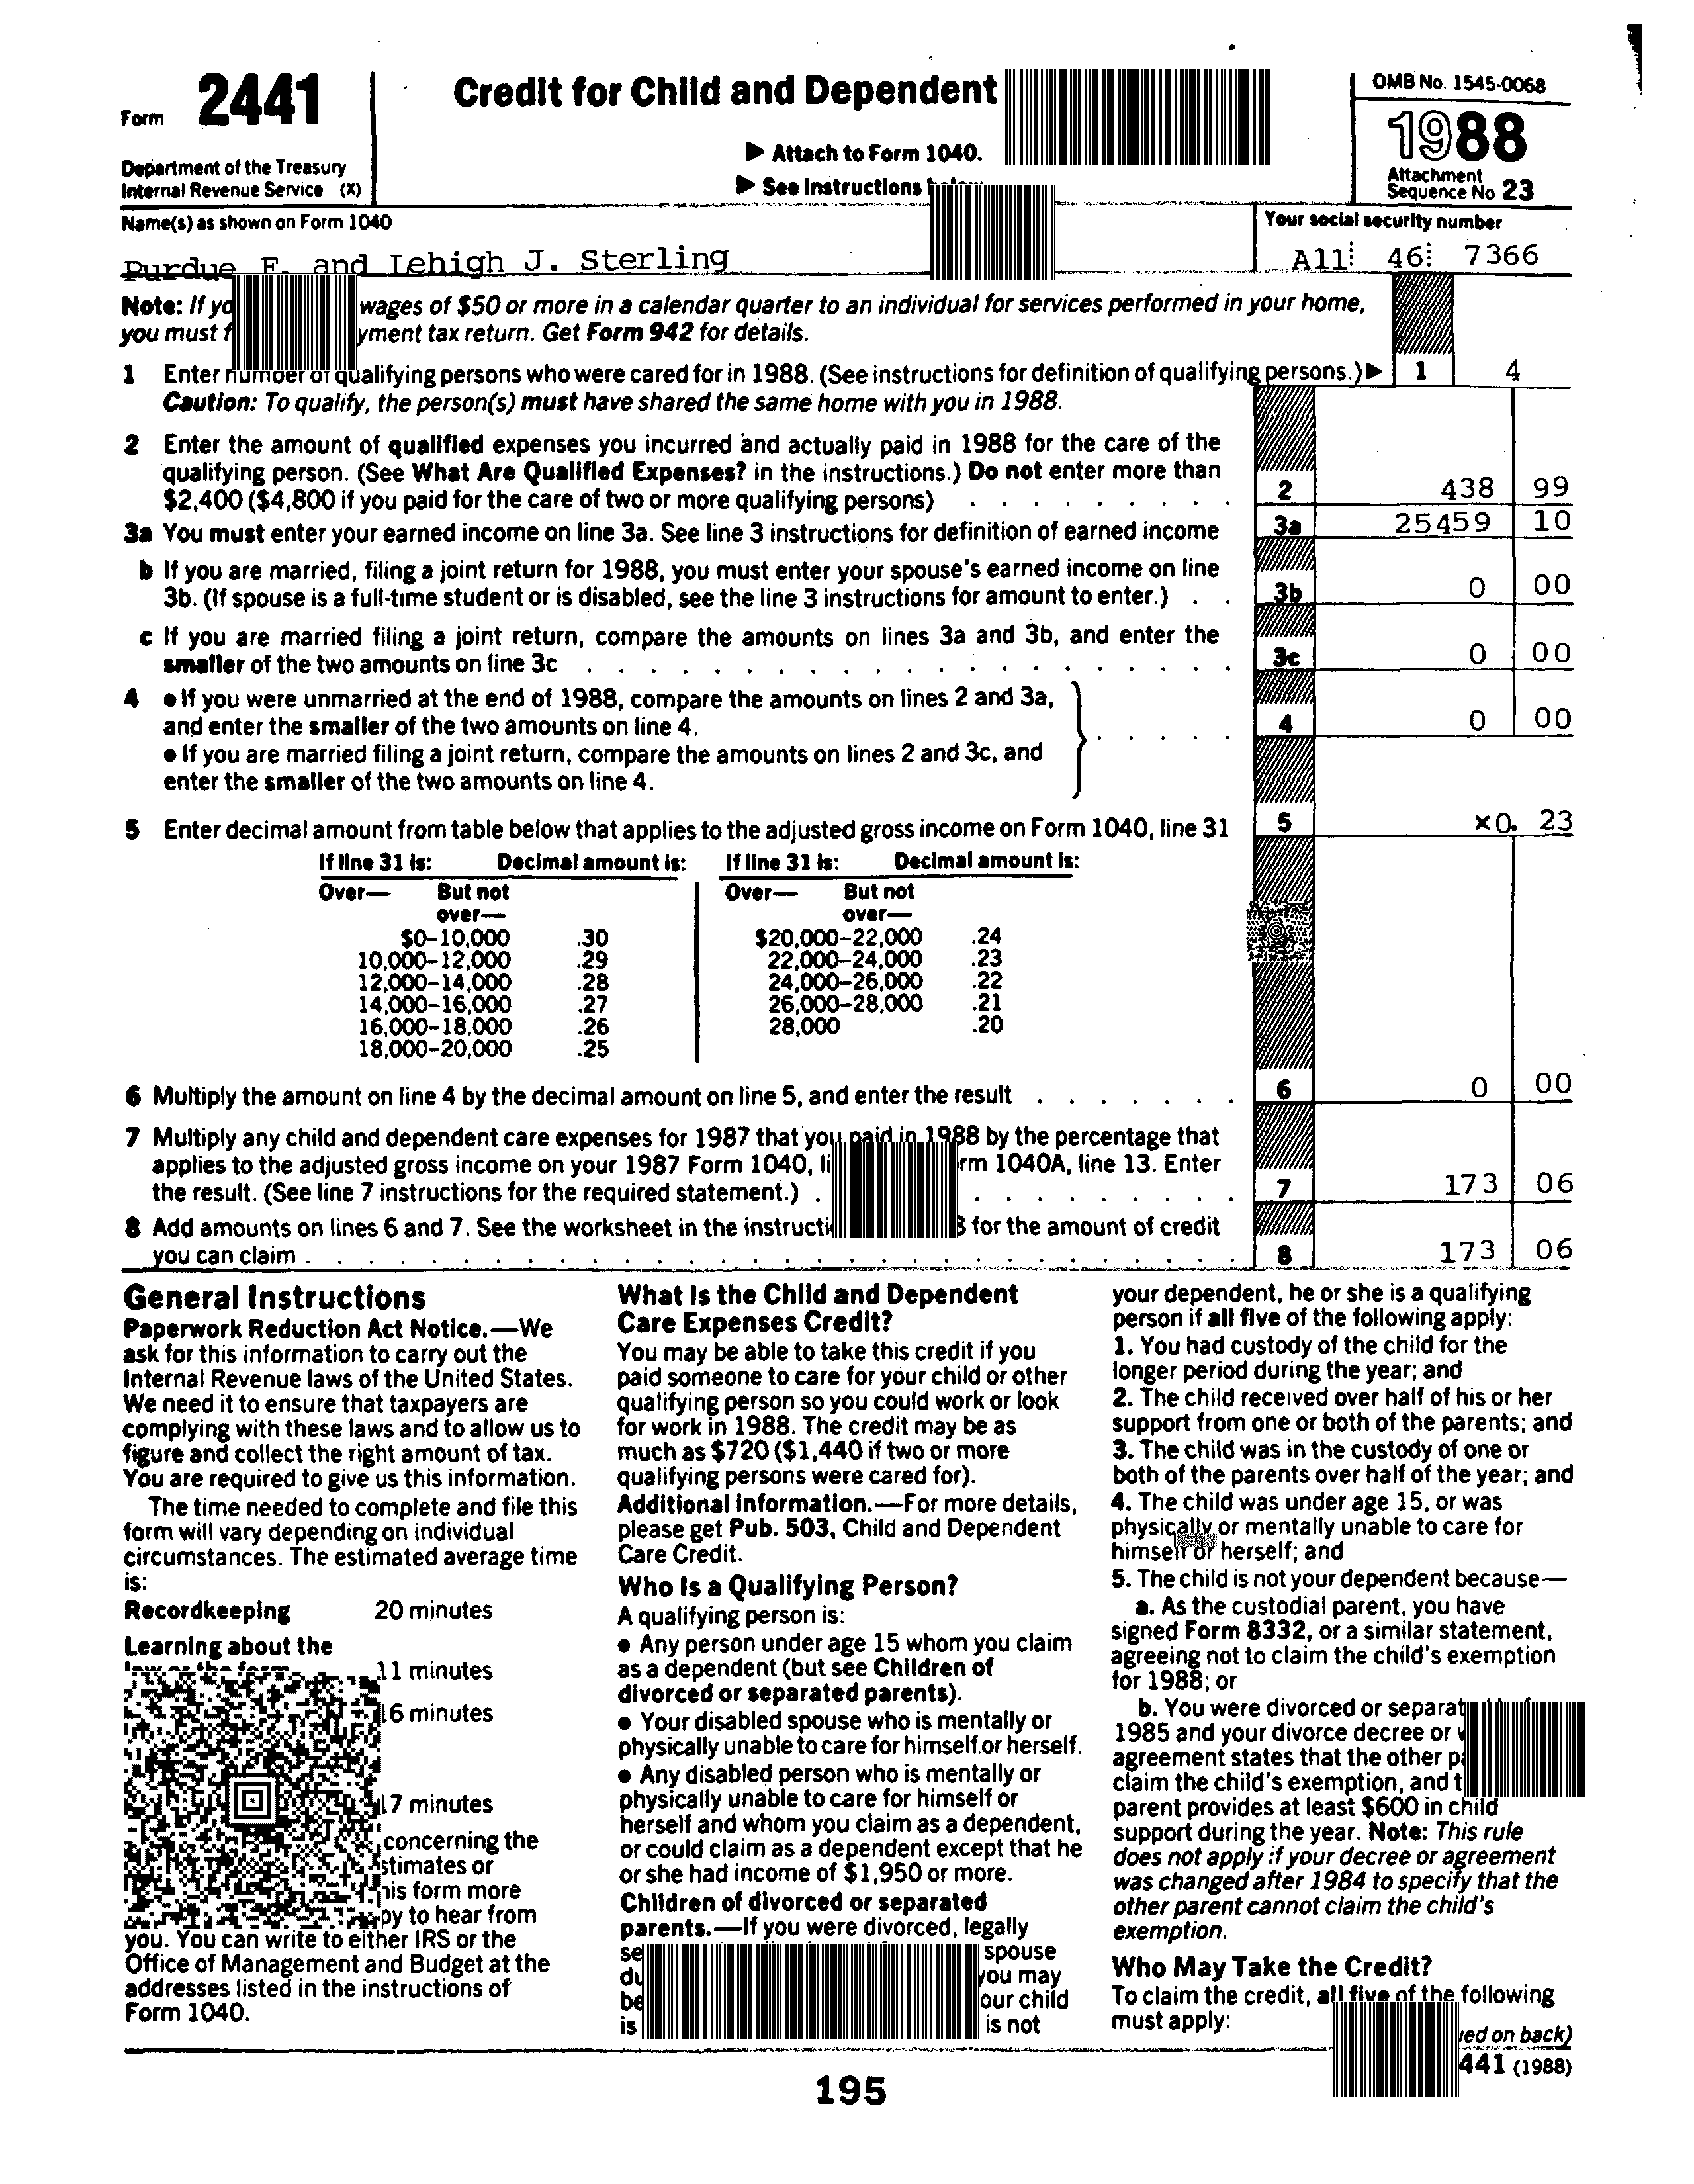 Form 2441
Department of the Treasury
Internal Revenue Service (X)
Credit for Child and Dependent
▶ Attach to Form 1040.
▶ See Instructions
OMB No. 1545-0068
1988
Attachment
Sequence No 23
Name(s) as shown on Form 1040
Your social security number
Purdue F. and Lehigh J. Sterling
A11 46 7366
Note: If yo wages of $50 or more in a calendar quarter to an individual for services performed in your home,
you must f yment tax return. Get Form 942 for details.
1 Enter number of qualifying persons who were cared for in 1988. (See instructions for definition of qualifying persons.) ▶ 1 4
Caution: To qualify, the person(s) must have shared the same home with you in 1988.
2 Enter the amount of qualified expenses you incurred and actually paid in 1988 for the care of the
qualifying person. (See What Are Qualified Expenses? in the instructions.) Do not enter more than
$2,400 ($4,800 if you paid for the care of two or more qualifying persons) . . . . . . . . . 2 438 99
3a You must enter your earned income on line 3a. See line 3 instructions for definition of earned income 3a 25459 10
b If you are married, filing a joint return for 1988, you must enter your spouse's earned income on line
3b. (If spouse is a full-time student or is disabled, see the line 3 instructions for amount to enter.) . . 3b 0 00
c If you are married filing a joint return, compare the amounts on lines 3a and 3b, and enter the
smaller of the two amounts on line 3c . . . . . . . . . . . . . . . . . . . . . 3c 0 00
4 ● If you were unmarried at the end of 1988, compare the amounts on lines 2 and 3a,
and enter the smaller of the two amounts on line 4. . . . . . 4 0 00
● If you are married filing a joint return, compare the amounts on lines 2 and 3c, and
enter the smaller of the two amounts on line 4.
5 Enter decimal amount from table below that applies to the adjusted gross income on Form 1040, line 31 5 ×0. 23
If line 31 is: Decimal amount is: If line 31 is: Decimal amount is:
Over— But not Over— But not
over— over—
$0–10,000 .30 $20,000–22,000 .24
10,000–12,000 .29 22,000–24,000 .23
12,000–14,000 .28 24,000–26,000 .22
14,000–16,000 .27 26,000–28,000 .21
16,000–18,000 .26 28,000 .20
18,000–20,000 .25
6 Multiply the amount on line 4 by the decimal amount on line 5, and enter the result . . . . . . . 6 0 00
7 Multiply any child and dependent care expenses for 1987 that you paid in 1988 by the percentage that
applies to the adjusted gross income on your 1987 Form 1040, li rm 1040A, line 13. Enter
the result. (See line 7 instructions for the required statement.) . . . . . . . . . . 7 173 06
8 Add amounts on lines 6 and 7. See the worksheet in the instructi for the amount of credit
you can claim . . . . . . . . . . . . . . . . . . . . . . . . . . . . . . 8 173 06
General Instructions
Paperwork Reduction Act Notice.—We
ask for this information to carry out the
Internal Revenue laws of the United States.
We need it to ensure that taxpayers are
complying with these laws and to allow us to
figure and collect the right amount of tax.
You are required to give us this information.
The time needed to complete and file this
form will vary depending on individual
circumstances. The estimated average time
is:
Recordkeeping 20 minutes
Learning about the
law or the form 11 minutes
16 minutes
17 minutes
concerning the
stimates or
his form more
py to hear from
you. You can write to either IRS or the
Office of Management and Budget at the
addresses listed in the instructions of
Form 1040.
What Is the Child and Dependent
Care Expenses Credit?
You may be able to take this credit if you
paid someone to care for your child or other
qualifying person so you could work or look
for work in 1988. The credit may be as
much as $720 ($1,440 if two or more
qualifying persons were cared for).
Additional information.—For more details,
please get Pub. 503, Child and Dependent
Care Credit.
Who Is a Qualifying Person?
A qualifying person is:
● Any person under age 15 whom you claim
as a dependent (but see Children of
divorced or separated parents).
● Your disabled spouse who is mentally or
physically unable to care for himself or herself.
● Any disabled person who is mentally or
physically unable to care for himself or
herself and whom you claim as a dependent,
or could claim as a dependent except that he
or she had income of $1,950 or more.
Children of divorced or separated
parents.—If you were divorced, legally
se spouse
du you may
be our child
is is not
your dependent, he or she is a qualifying
person if all five of the following apply:
1. You had custody of the child for the
longer period during the year; and
2. The child received over half of his or her
support from one or both of the parents; and
3. The child was in the custody of one or
both of the parents over half of the year; and
4. The child was under age 15, or was
physically or mentally unable to care for
himself or herself; and
5. The child is not your dependent because—
a. As the custodial parent, you have
signed Form 8332, or a similar statement,
agreeing not to claim the child's exemption
for 1988; or
b. You were divorced or separat
1985 and your divorce decree or
agreement states that the other pa
claim the child's exemption, and t
parent provides at least $600 in child
support during the year. Note: This rule
does not apply if your decree or agreement
was changed after 1984 to specify that the
other parent cannot claim the child's
exemption.
Who May Take the Credit?
To claim the credit, all five of the following
must apply:
ed on back)
441 (1988)
195